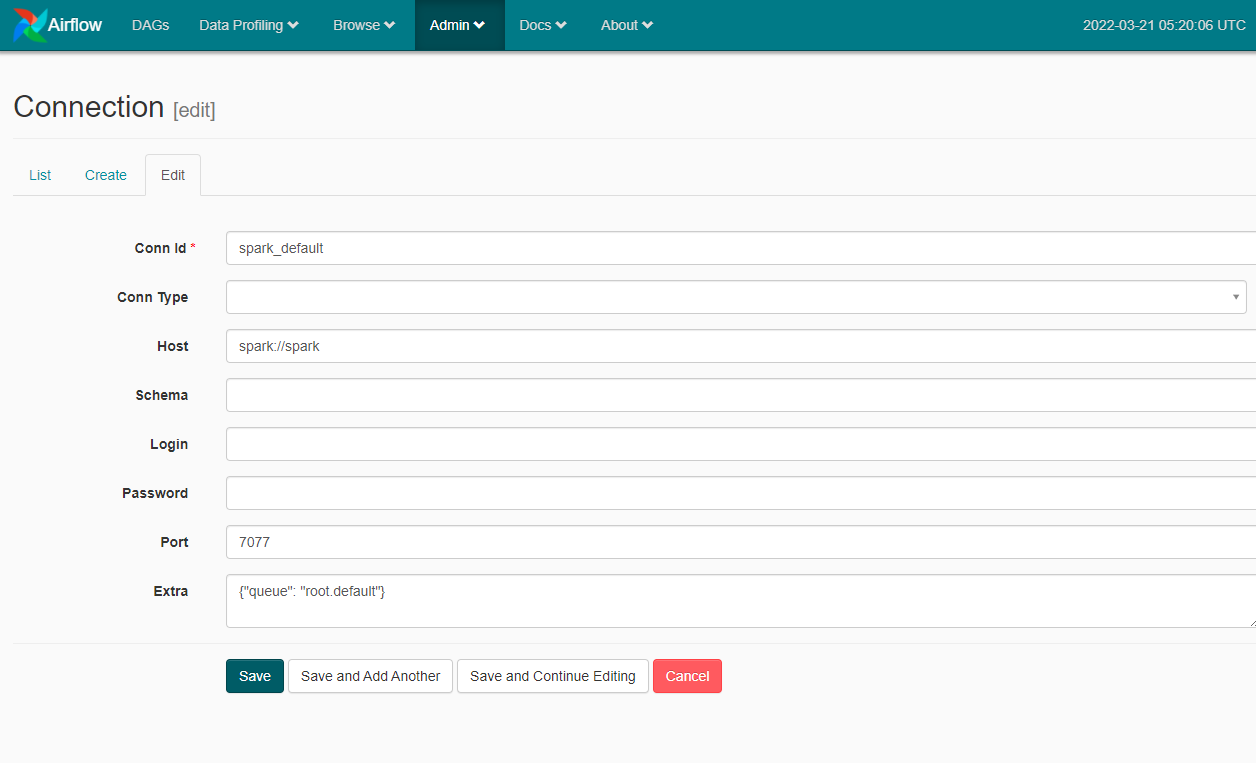 Airflow DAGs Data Profiling Browse Admin Docs About 2022-03-21 05:20:06 UTC
Connection [edit]
List Create Edit
Conn Id * spark_default
Conn Type
Host spark://spark
Schema
Login
Password
Port 7077
Extra {"queue": "root.default"}
Save Save and Add Another Save and Continue Editing Cancel